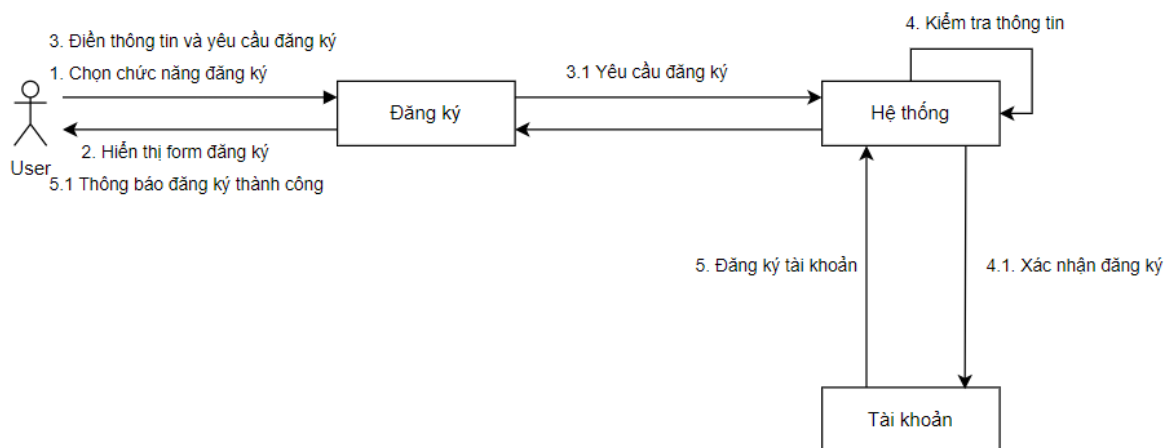 4. Kiểm tra thông tin
3. Điền thông tin và yêu cầu đăng ký
1. Chọn chức năng đăng ký
3.1 Yêu cầu đăng ký
Đăng ký
Hệ thống
2. Hiển thị form đăng ký
User
5.1 Thông báo đăng ký thành công
5. Đăng ký tài khoản
4.1. Xác nhận đăng ký
Tài khoản